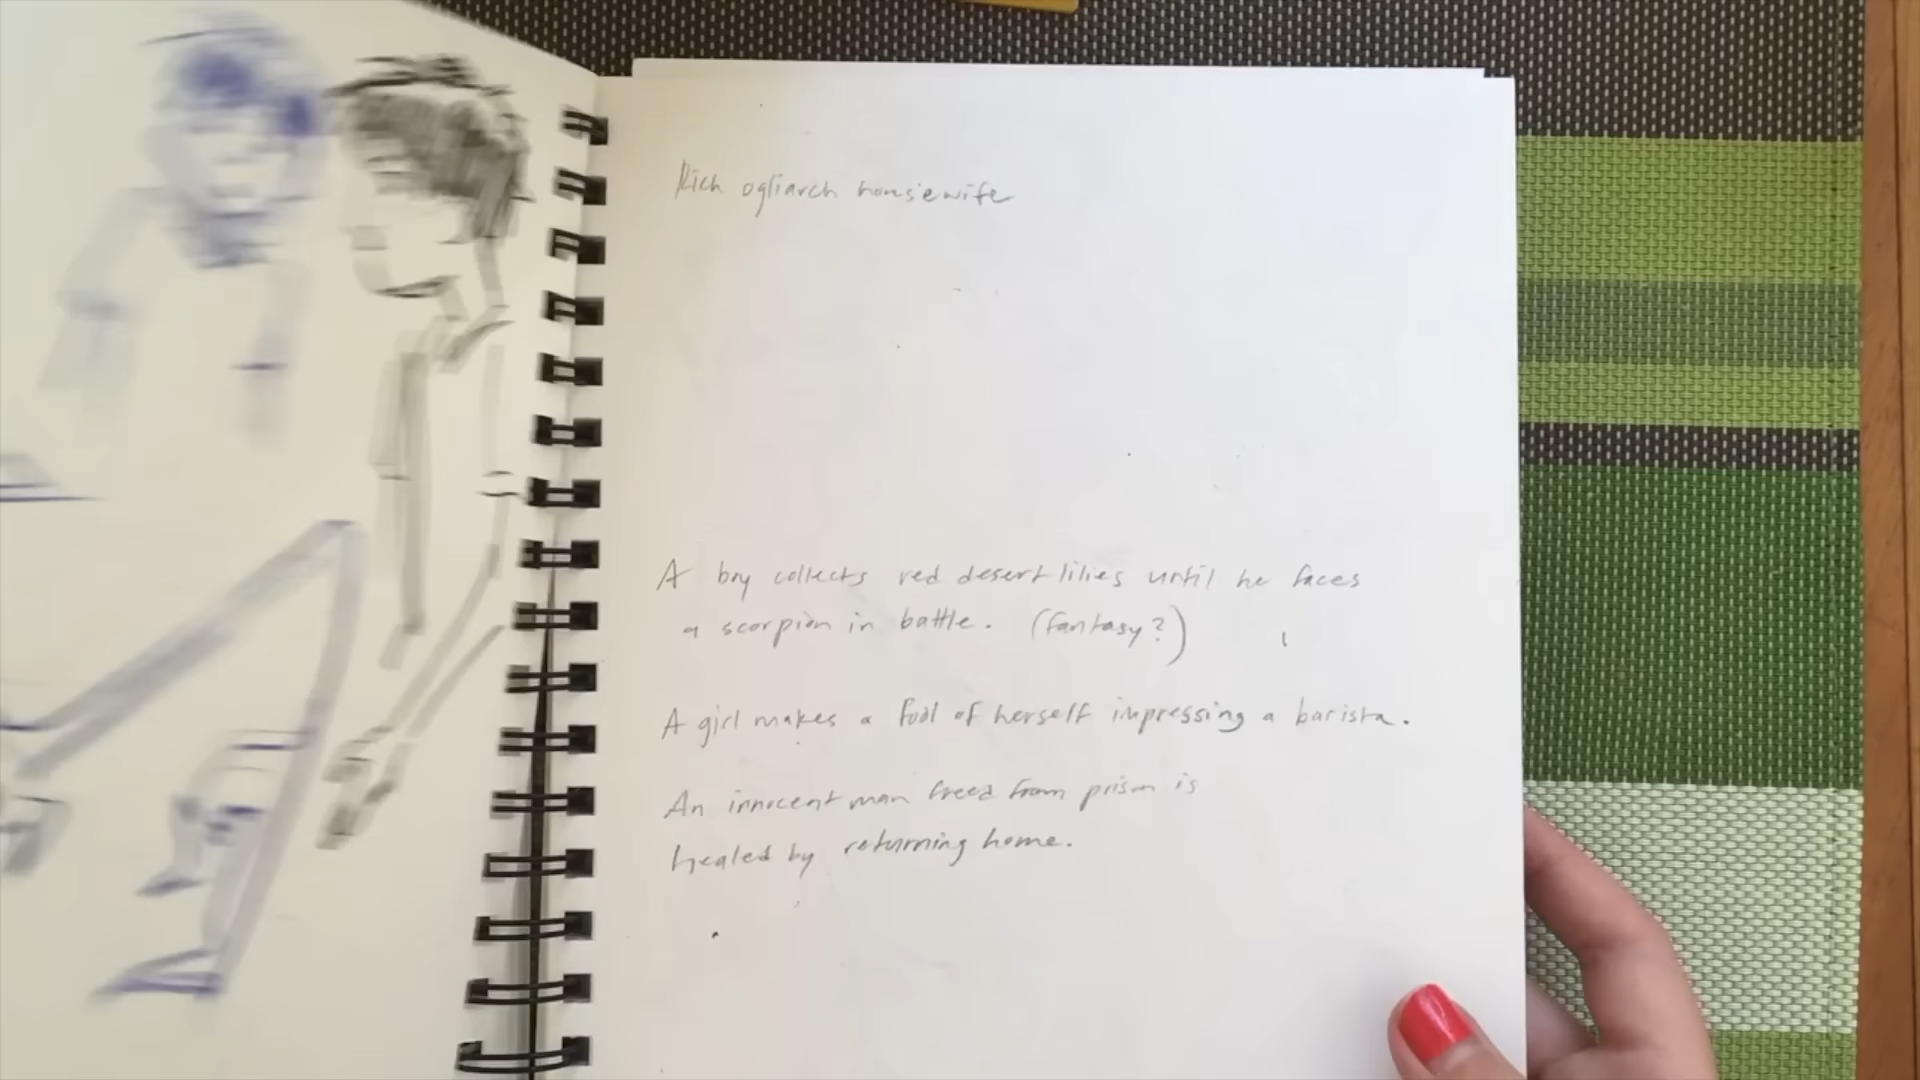 Rich ogliarch housewife
A boy collects red desert lilies until he faces
a scorpion in battle. (fantasy?)
A girl makes a fool of herself impressing a barista.
An innocent man freed from prison is
healed by returning home.